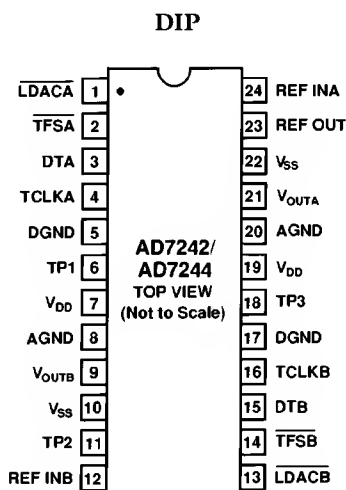 DIP
LDACA 1
TFSA 2
DTA 3
TCLKA 4
DGND 5
TP1 6
VDD 7
AGND 8
VOUTB 9
VSS 10
TP2 11
REF INB 12
AD7242/
AD7244
TOP VIEW
(Not to Scale)
24 REF INA
23 REF OUT
22 VSS
21 VOUTA
20 AGND
19 VDD
18 TP3
17 DGND
16 TCLKB
15 DTB
14 TFSB
13 LDACB